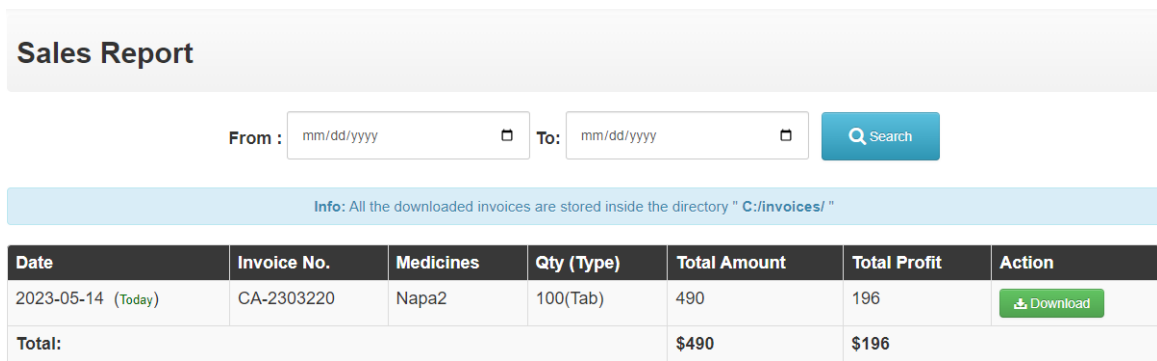 Sales Report
From : mm/dd/yyyy To: mm/dd/yyyy Search
Info: All the downloaded invoices are stored inside the directory " C:/invoices/ "
Date Invoice No. Medicines Qty (Type) Total Amount Total Profit Action
2023-05-14 (Today) CA-2303220 Napa2 100(Tab) 490 196 Download
Total: $490 $196